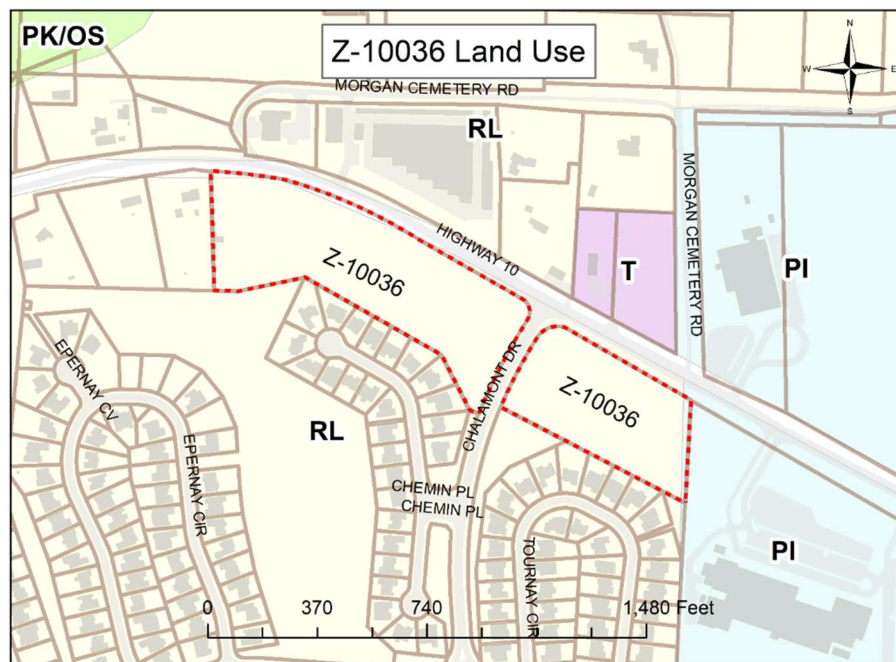 PK/OS
Z-10036 Land Use
N
W E
S
MORGAN CEMETERY RD
RL
MORGAN CEMETERY RD
HIGHWAY 10
Z-10036
T
PI
CHALAMONT DR
Z-10036
EPERNAY CV
EPERNAY CIR
RL
CHEMIN PL
CHEMIN PL
TOURNAY CIR
PI
0 370 740 1,480 Feet